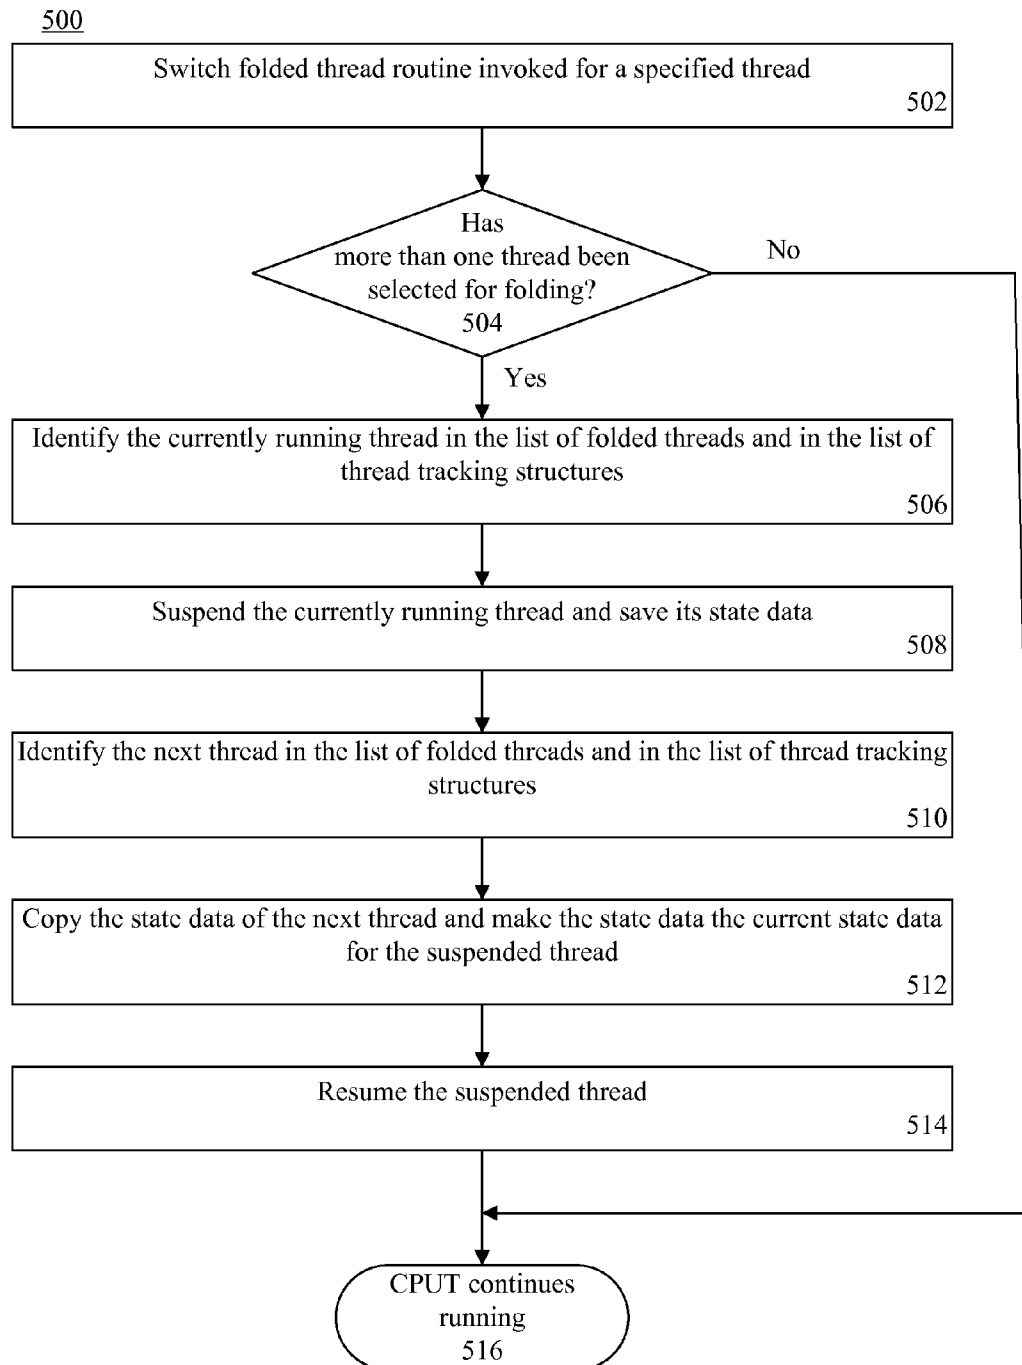 500
Switch folded thread routine invoked for a specified thread
502
Has
more than one thread been
selected for folding?
504
No
Yes
Identify the currently running thread in the list of folded threads and in the list of
thread tracking structures
506
Suspend the currently running thread and save its state data
508
Identify the next thread in the list of folded threads and in the list of thread tracking
structures
510
Copy the state data of the next thread and make the state data the current state data
for the suspended thread
512
Resume the suspended thread
514
CPUT continues
running
516